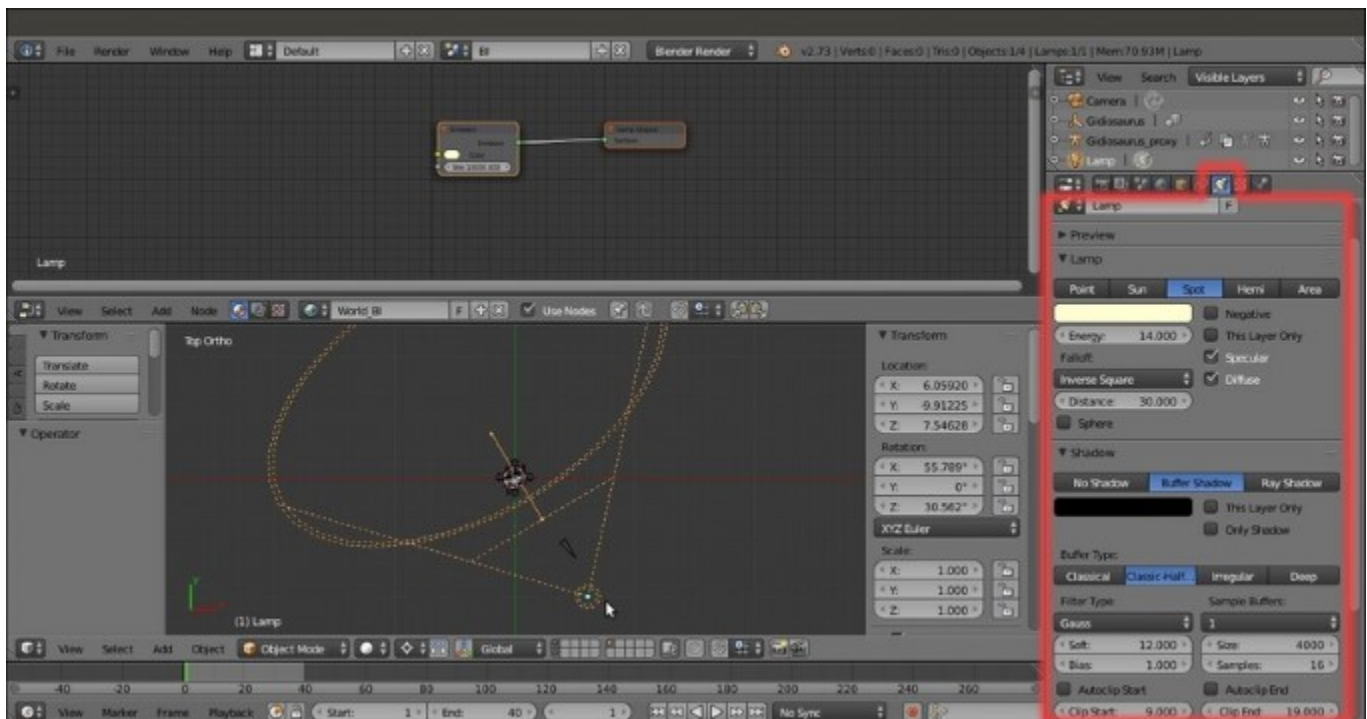 File Render Window Help Default BI Blender Render v2.73 | Verts:0 | Faces:0 | Tris:0 | Objects:1/4 | Lamps:1/1 | Mem:70.93M | Lamp
View Search Visible Layers
Camera
Gidiosaurus
Gidiosaurus_proxy
Lamp
Emission
Emission
Color
Surface
Lamp
Lamp F
Preview
Lamp
Point Sun Spot Hemi Area
Negative
Energy: 14.000 This Layer Only
Falloff: Specular
Inverse Square Diffuse
Distance: 30.000
Sphere
Shadow
No Shadow Buffer Shadow Ray Shadow
This Layer Only
Only Shadow
Buffer Type:
Classical Classic-Half... Irregular Deep
Filter Type: Sample Buffers:
Gauss 1
Soft: 12.000 Size: 4000
Bias: 1.000 Samples: 16
Autoclip Start Autoclip End
Clip Start: 9.000 Clip End: 19.000
View Select Add Node World_BI F Use Nodes
Transform
Translate
Rotate
Scale
Operator
Top Ortho
(1) Lamp
Transform
Location:
X: 6.05920
Y: -9.91225
Z: 7.54628
Rotation:
X: 55.789°
Y: 0°
Z: 30.562°
XYZ Euler
Scale:
X: 1.000
Y: 1.000
Z: 1.000
View Select Add Object Object Mode Global
-40 -20 0 20 40 60 80 100 120 140 160 180 200 220 240 260
View Marker Frame Playback Start: 1 End: 40 1 No Sync